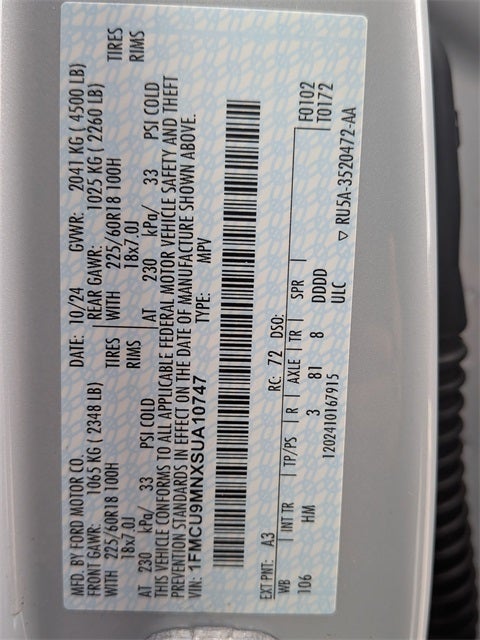 MFD. BY FORD MOTOR CO.
DATE: 10/24 GVWR: 2041 KG ( 4500 LB)
FRONT GAWR: 1065 KG ( 2348 LB) REAR GAWR: 1025 KG ( 2260 LB)
WITH 225/60R18 100H TIRES WITH 225/60R18 100H TIRES
18x7.0J RIMS 18x7.0J RIMS
AT 230 kPa/ 33 PSI COLD AT 230 kPa/ 33 PSI COLD
THIS VEHICLE CONFORMS TO ALL APPLICABLE FEDERAL MOTOR VEHICLE SAFETY AND THEFT
PREVENTION STANDARDS IN EFFECT ON THE DATE OF MANUFACTURE SHOWN ABOVE.
VIN: 1FMCU9MNXSUA10747 TYPE: MPV
EXT PNT: A3 RC: 72 DSO: F0102
WB INT TR TP/PS R AXLE TR SPR T0172
106 HM 3 81 8 DDDD
1202410167915 ULC ▽ RU5A-3520472-AA